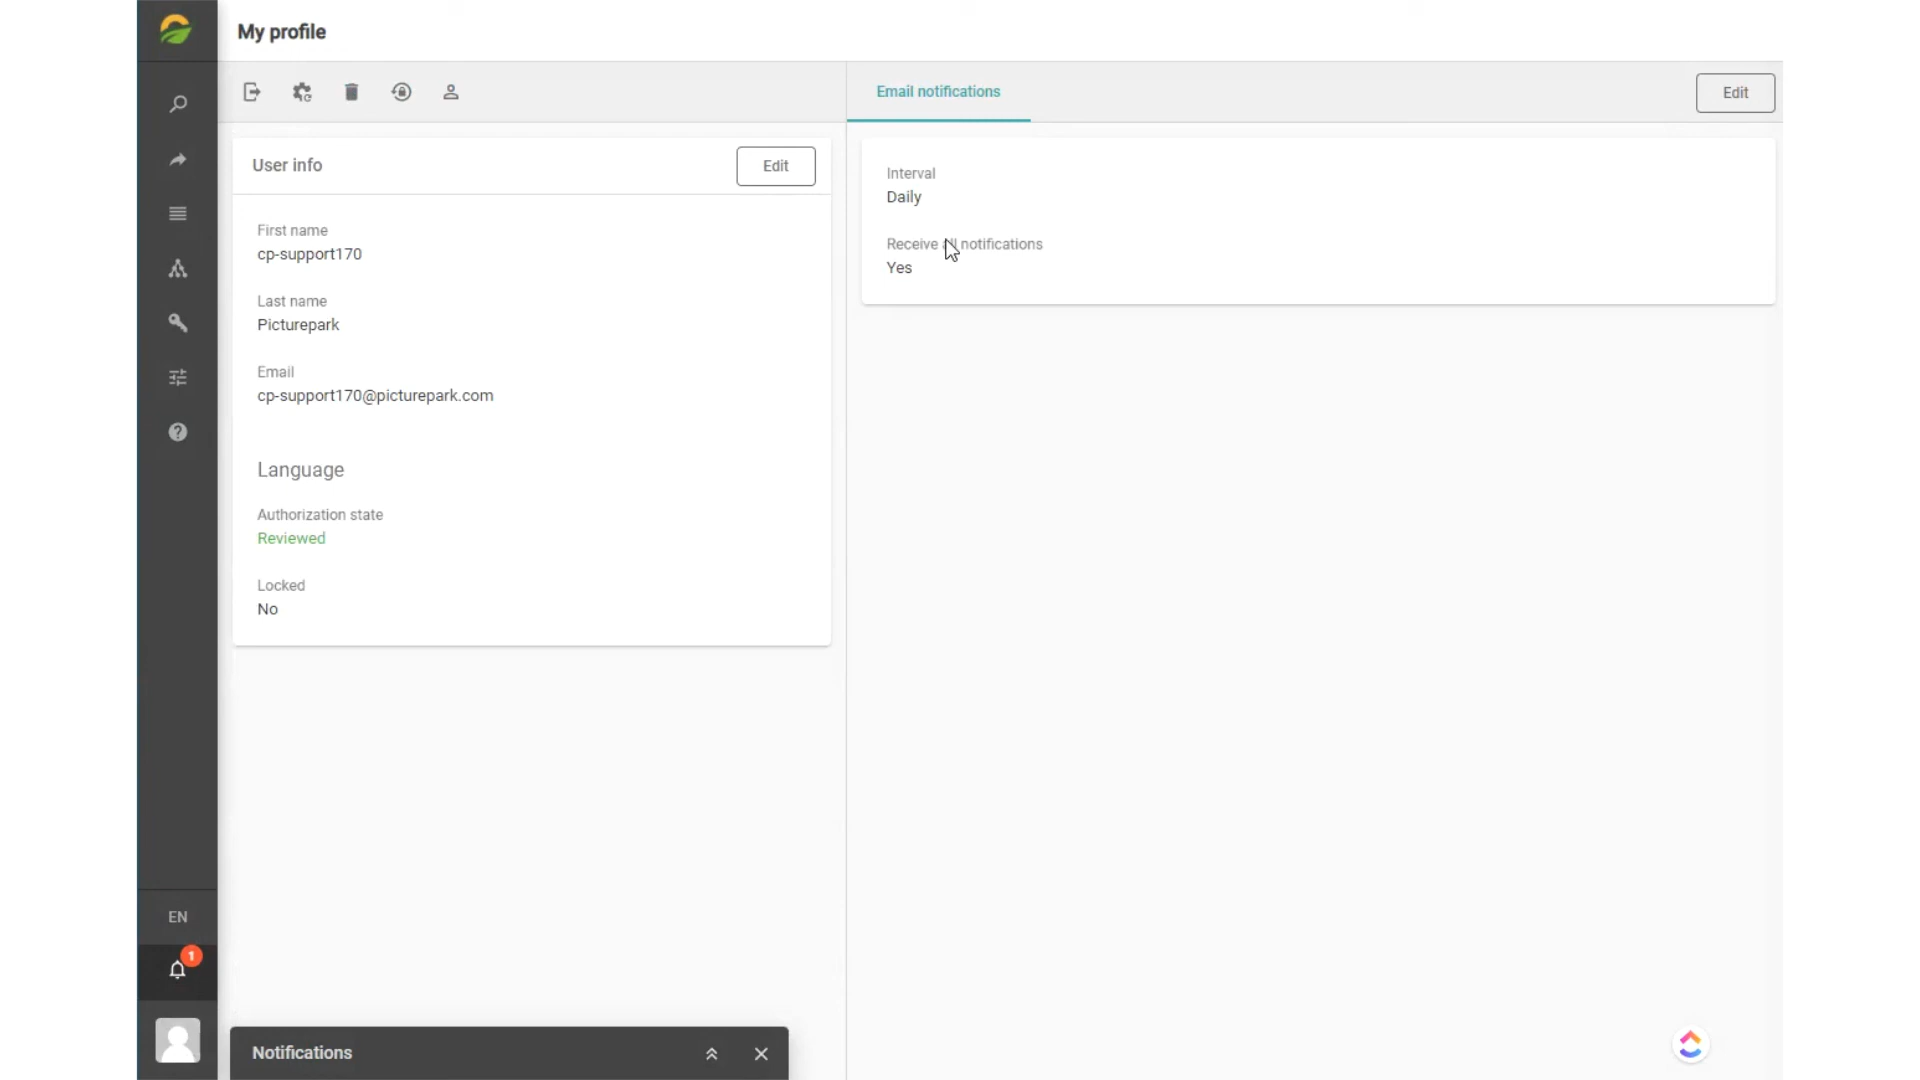 My profile
Email notifications
Edit
User info
Edit
First name
cp-support170
Last name
Picturepark
Email
cp-support170@picturepark.com
Language
Authorization state
Reviewed
Locked
No
Interval
Daily
Receive all notifications
Yes
EN
1
Notifications